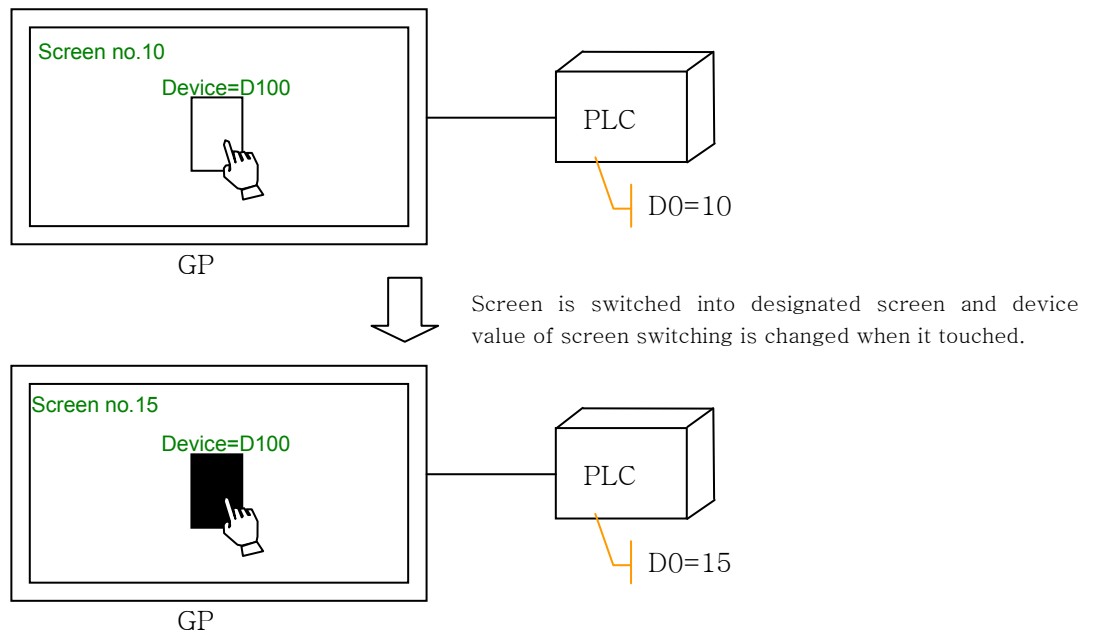 Screen no.10
Device=D100
PLC
D0=10
GP
Screen is switched into designated screen and device
value of screen switching is changed when it touched.
Screen no.15
Device=D100
PLC
D0=15
GP